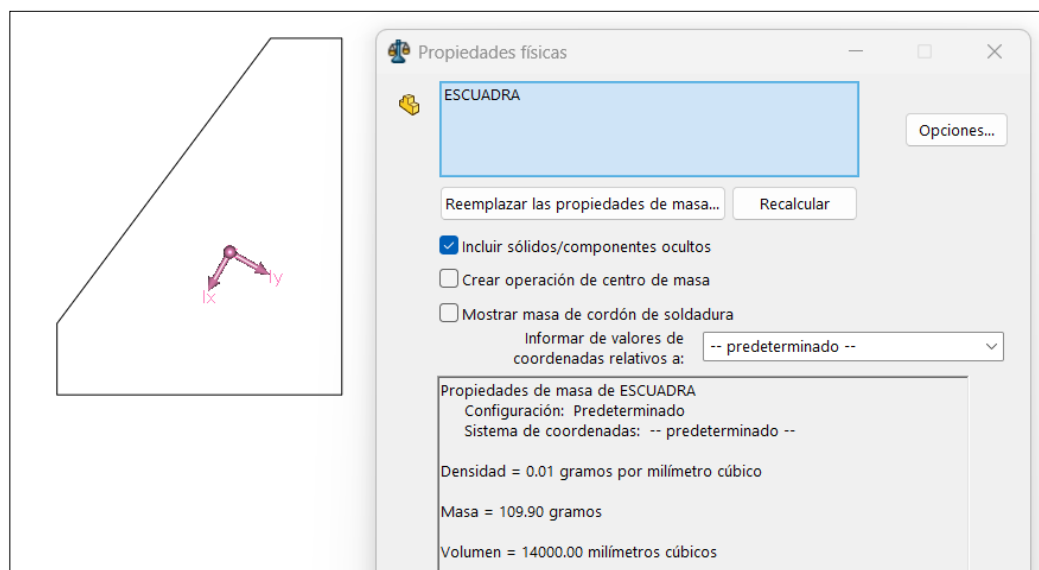 Propiedades físicas
ESCUADRA
Opciones...
Reemplazar las propiedades de masa...
Recalcular
Incluir sólidos/componentes ocultos
Crear operación de centro de masa
Mostrar masa de cordón de soldadura
Informar de valores de
coordenadas relativos a:
-- predeterminado --
Iy
Ix
Propiedades de masa de ESCUADRA
Configuración: Predeterminado
Sistema de coordenadas: -- predeterminado --
Densidad = 0.01 gramos por milímetro cúbico
Masa = 109.90 gramos
Volumen = 14000.00 milímetros cúbicos